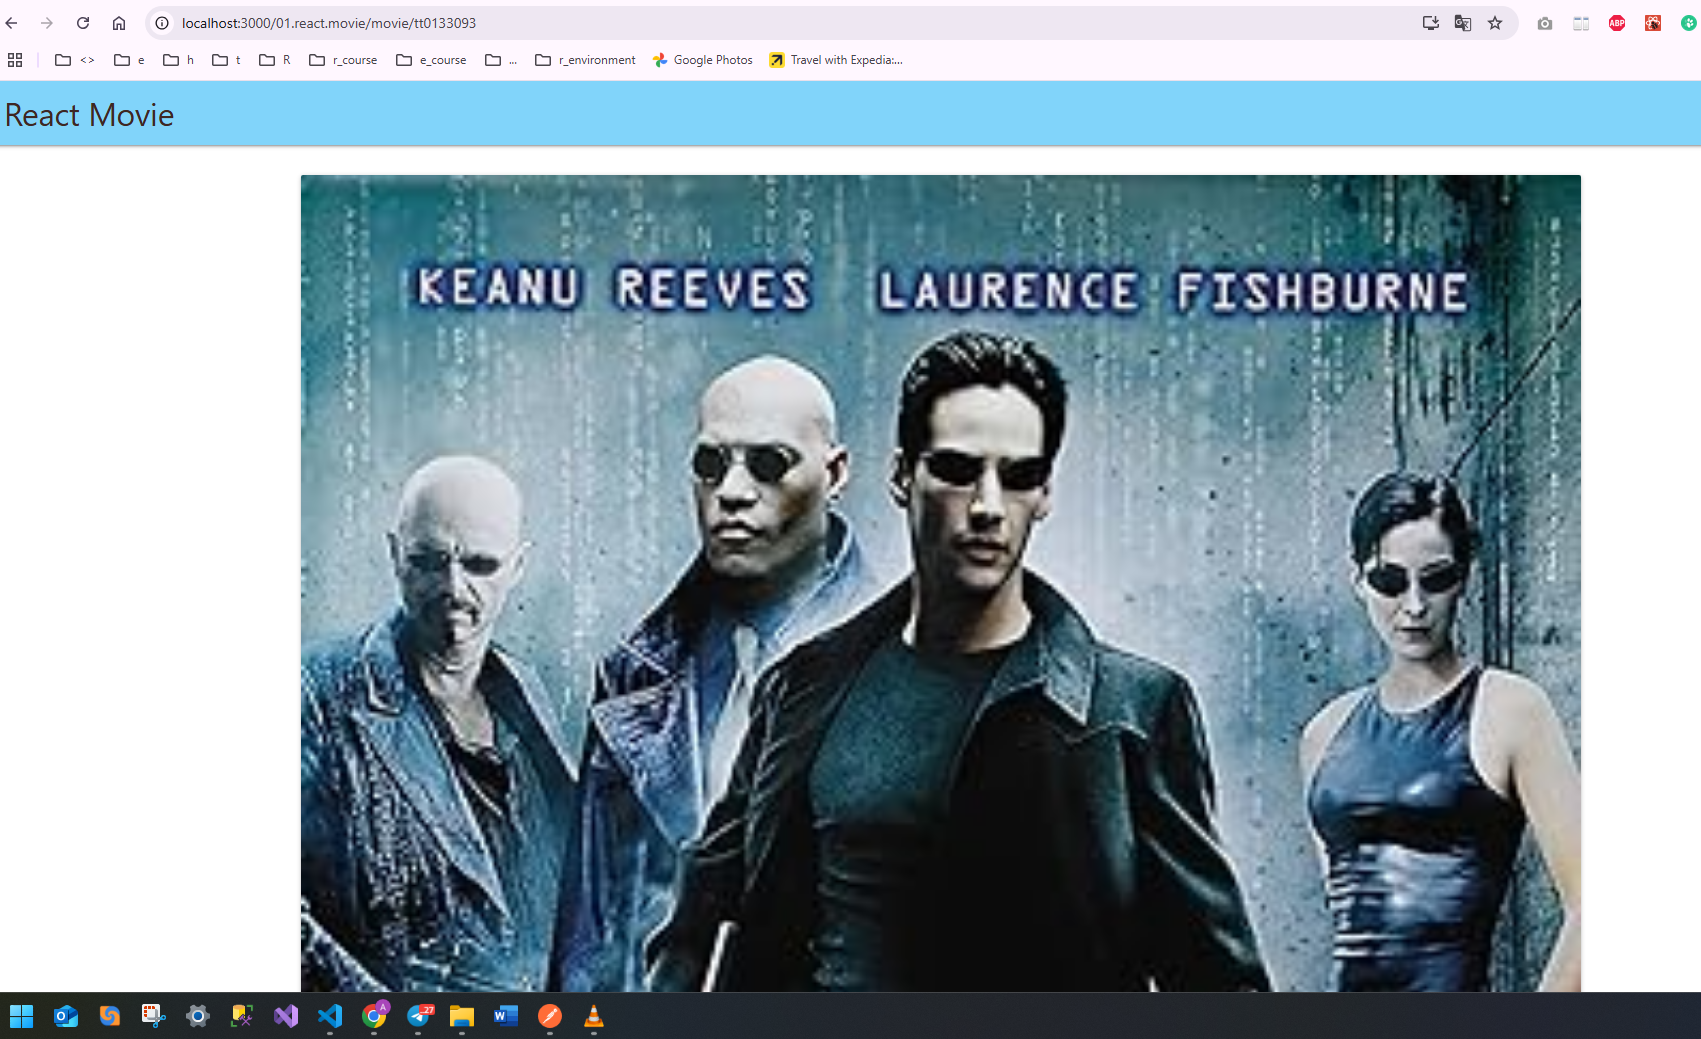 localhost:3000/01.react.movie/movie/tt0133093
ABP
<> e h t R r_course e_course ... r_environment Google Photos Travel with Expedia:...
React Movie
KEANU REEVES LAURENCE FISHBURNE
A
27